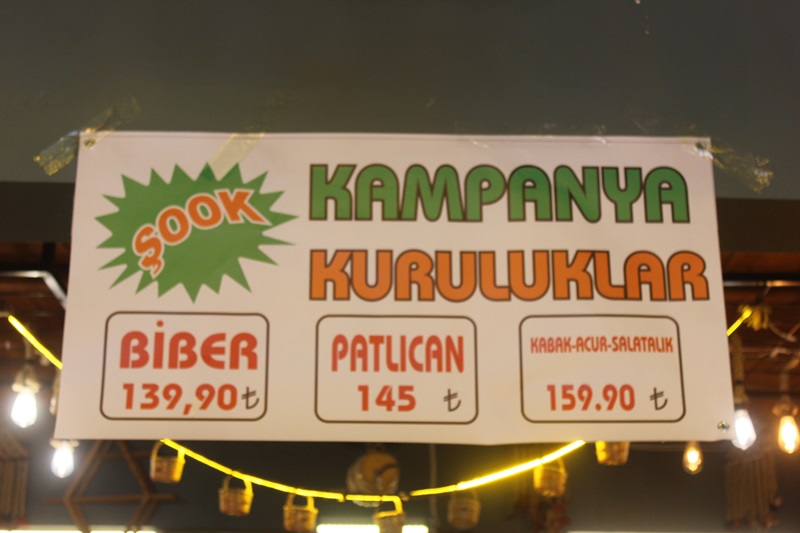 ŞOOK
KAMPANYA
KURULUKLAR
BİBER
139,90 ₺
PATLICAN
145 ₺
KABAK-ACUR-SALATALIK
159.90 ₺